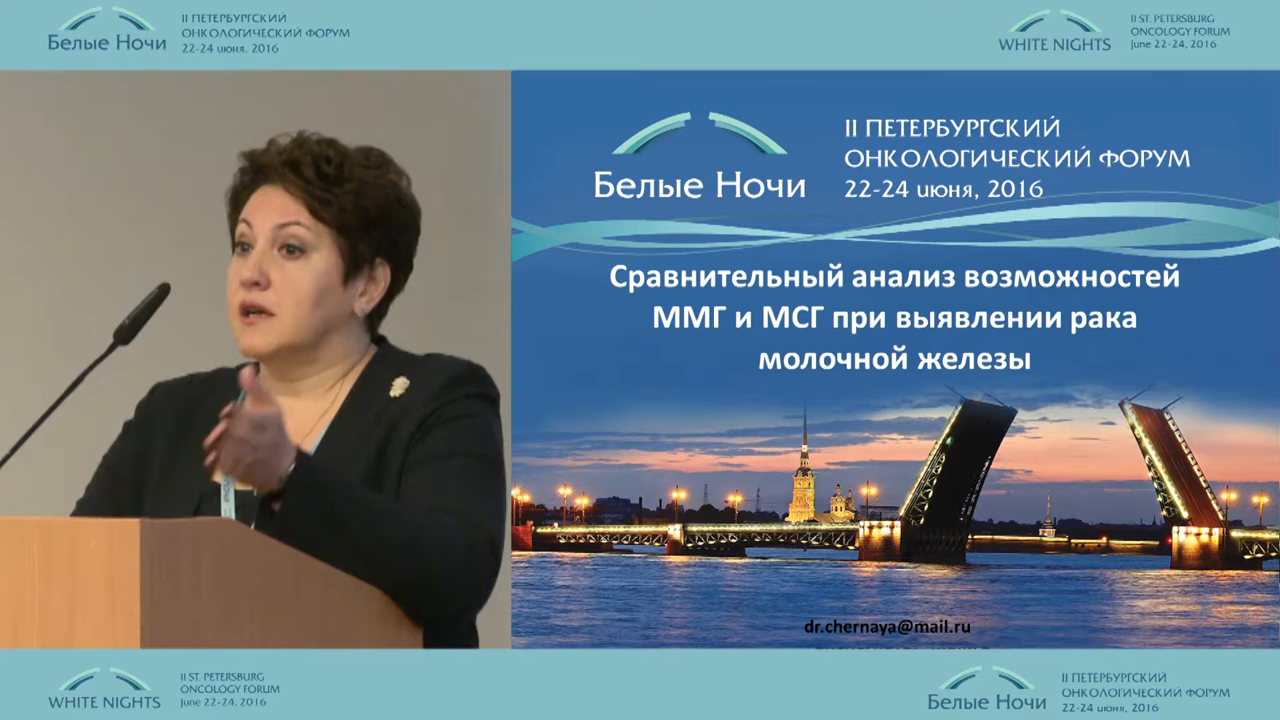 Белые Ночи
II ПЕТЕРБУРГСКИЙ
ОНКОЛОГИЧЕСКИЙ ФОРУМ
22-24 июня, 2016
WHITE NIGHTS
II ST. PETERSBURG
ONCOLOGY FORUM
June 22-24, 2016
Белые Ночи
II ПЕТЕРБУРГСКИЙ
ОНКОЛОГИЧЕСКИЙ ФОРУМ
22-24 июня, 2016
Сравнительный анализ возможностей
ММГ и МСГ при выявлении рака
молочной железы
dr.chernaya@mail.ru
WHITE NIGHTS
II ST. PETERSBURG
ONCOLOGY FORUM
June 22-24, 2016
Белые Ночи
II ПЕТЕРБУРГСКИЙ
ОНКОЛОГИЧЕСКИЙ ФОРУМ
22-24 июня, 2016